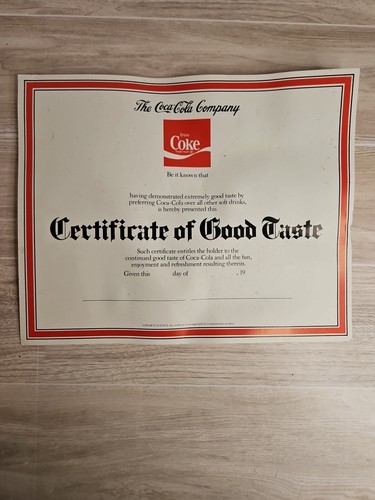 The Coca-Cola Company
Enjoy
Coke
Be it known that
having demonstrated extremely good taste by
preferring Coca-Cola over all other soft drinks,
is hereby presented this
Certificate of Good Taste
Such certificate entitles the holder to the
continued good taste of Coca-Cola and all the fun,
enjoyment and refreshment resulting therein.
Given this day of , 19